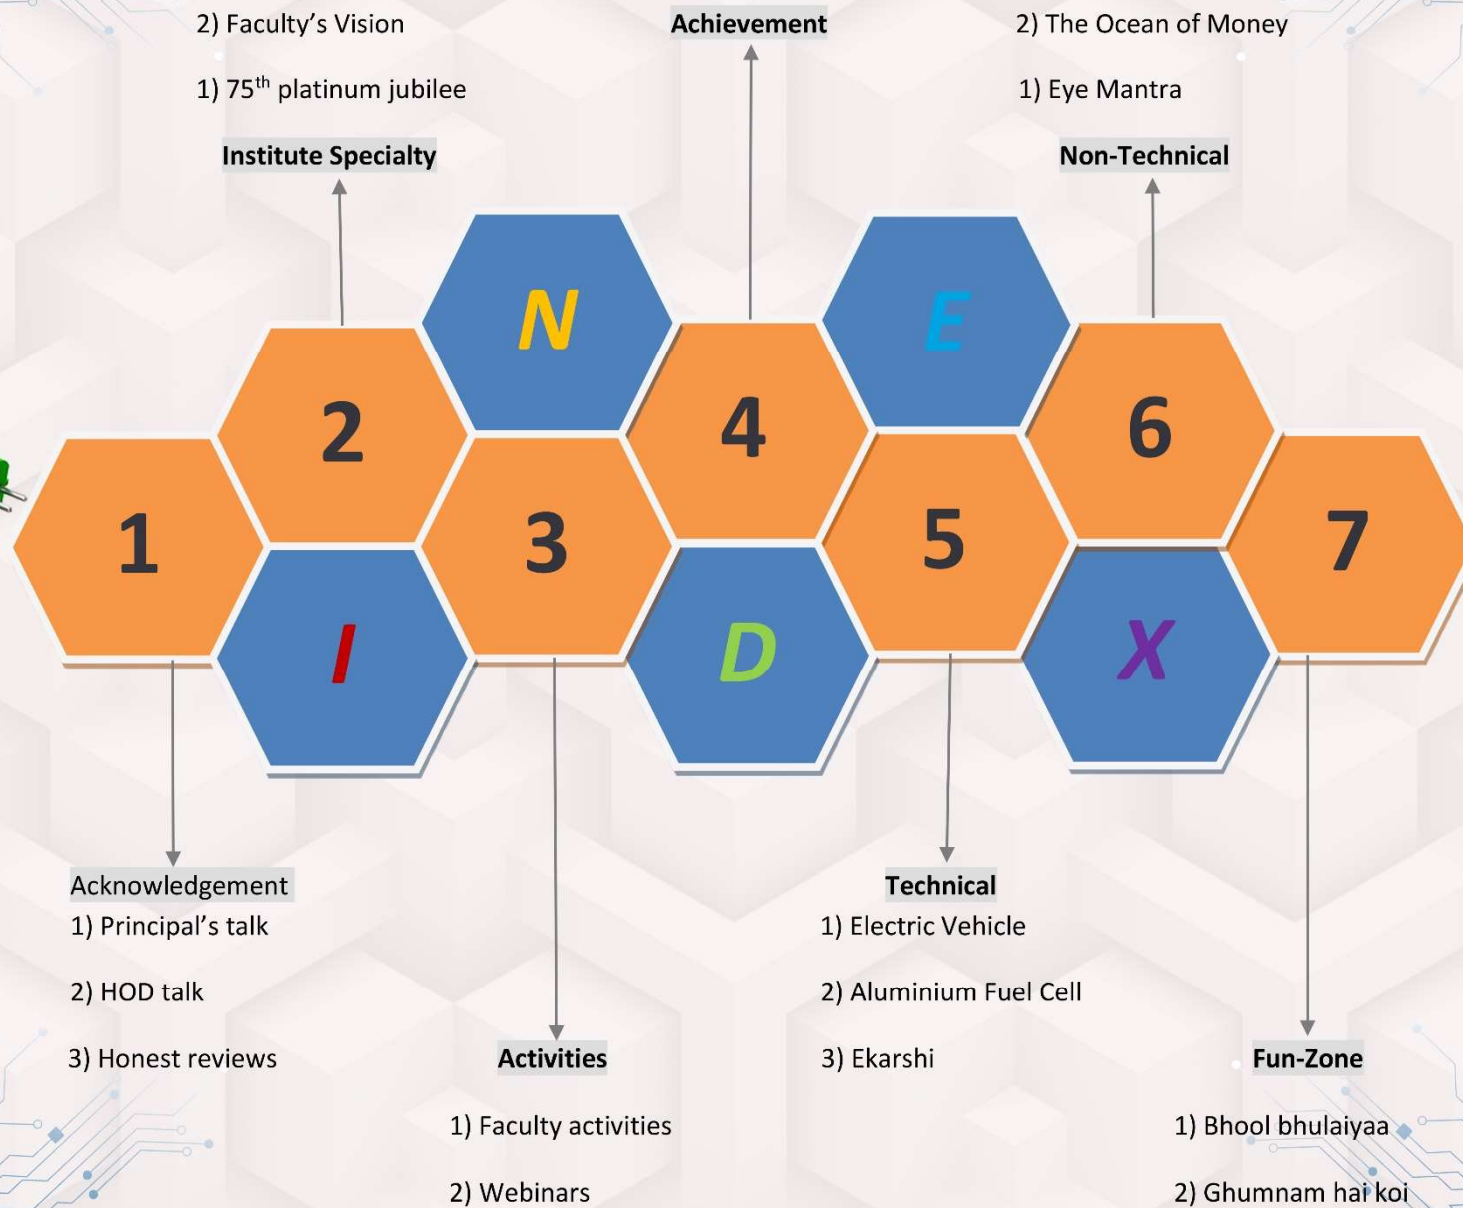 2) Faculty’s Vision
Achievement
2) The Ocean of Money
1) 75th platinum jubilee
1) Eye Mantra
Institute Specialty
Non-Technical
N
E
2
4
6
1
3
5
7
I
D
X
Acknowledgement
1) Principal’s talk
2) HOD talk
3) Honest reviews
Technical
1) Electric Vehicle
2) Aluminium Fuel Cell
3) Ekarshi
Activities
1) Faculty activities
2) Webinars
Fun-Zone
1) Bhool bhulaiyaa
2) Ghumnam hai koi